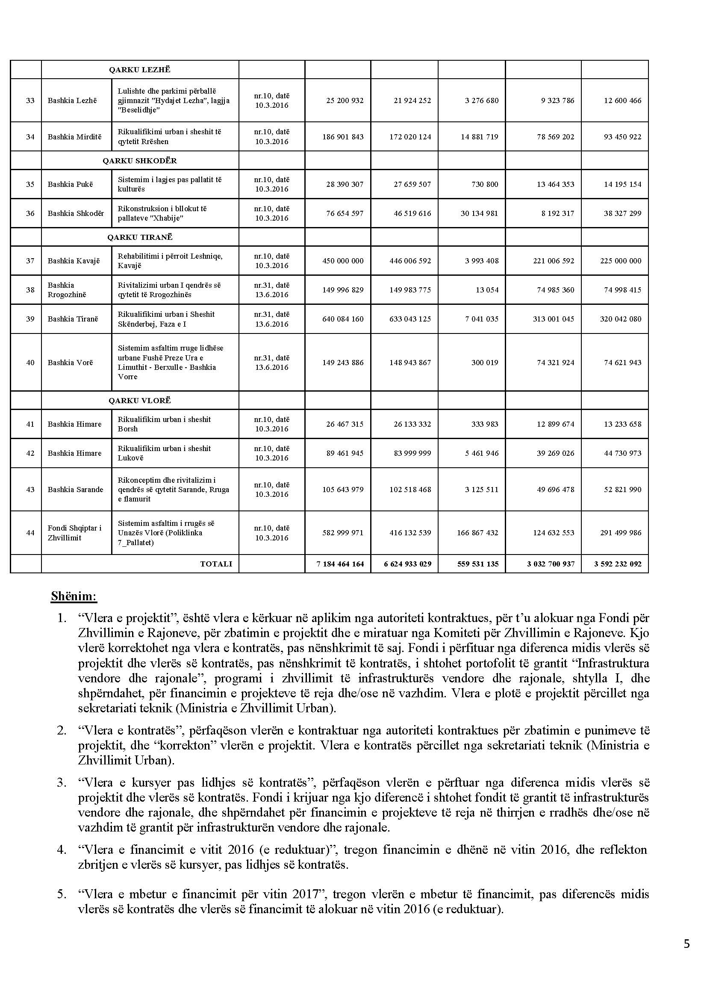 QARKU LEZHË
33 Bashkia Lezhë Lulishte dhe parkimi përballë gjimnazit "Hydajet Lezha", lagjja "Beselidhje" nr.10, datë 10.3.2016 25 200 932 21 924 252 3 276 680 9 323 786 12 600 466
34 Bashkia Mirditë Rikualifikimi urban i sheshit të qytetit Rrëshen nr.10, datë 10.3.2016 186 901 843 172 020 124 14 881 719 78 569 202 93 450 922
QARKU SHKODËR
35 Bashkia Pukë Sistemim i lagjes pas pallatit të kulturës nr.10, datë 10.3.2016 28 390 307 27 659 507 730 800 13 464 353 14 195 154
36 Bashkia Shkodër Rikonstruksion i bllokut të pallateve "Xhabije" nr.10, datë 10.3.2016 76 654 597 46 519 616 30 134 981 8 192 317 38 327 299
QARKU TIRANË
37 Bashkia Kavajë Rehabilitimi i përroit Leshniqe, Kavajë nr.10, datë 10.3.2016 450 000 000 446 006 592 3 993 408 221 006 592 225 000 000
38 Bashkia Rrogozhinë Rivitalizimi urban I qendrës së qytetit të Rrogozhinës nr.31, datë 13.6.2016 149 996 829 149 983 775 13 054 74 985 360 74 998 415
39 Bashkia Tiranë Rikualifikimi urban i Sheshit Skënderbej, Faza e I nr.31, datë 13.6.2016 640 084 160 633 043 125 7 041 035 313 001 045 320 042 080
40 Bashkia Vorë Sistemim asfaltim rruge lidhëse urbane Fushë Preze Ura e Limuthit - Berxulle - Bashkia Vorre nr.31, datë 13.6.2016 149 243 886 148 943 867 300 019 74 321 924 74 621 943
QARKU VLORË
41 Bashkia Himare Rikualifikim urban i sheshit Borsh nr.10, datë 10.3.2016 26 467 315 26 133 332 333 983 12 899 674 13 233 658
42 Bashkia Himare Rikualifikim urban i sheshit Lukovë nr.10, datë 10.3.2016 89 461 945 83 999 999 5 461 946 39 269 026 44 730 973
43 Bashkia Sarande Rikonceptim dhe rivitalizim i qendrës së qytetit Sarande, Rruga e flamurit nr.10, datë 10.3.2016 105 643 979 102 518 468 3 125 511 49 696 478 52 821 990
44 Fondi Shqiptar i Zhvillimit Sistemim asfaltim i rrugës së Unazës Vlorë (Poliklinka 7_Pallatet) nr.10, datë 10.3.2016 582 999 971 416 132 539 166 867 432 124 632 553 291 499 986
TOTALI 7 184 464 164 6 624 933 029 559 531 135 3 032 700 937 3 592 232 092
Shënim:
1. “Vlera e projektit”, është vlera e kërkuar në aplikim nga autoriteti kontraktues, për t’u alokuar nga Fondi për
Zhvillimin e Rajoneve, për zbatimin e projektit dhe e miratuar nga Komiteti për Zhvillimin e Rajoneve. Kjo
vlerë korrektohet nga vlera e kontratës, pas nënshkrimit të saj. Fondi i përfituar nga diferenca midis vlerës së
projektit dhe vlerës së kontratës, pas nënshkrimit të kontratës, i shtohet portofolit të grantit “Infrastruktura
vendore dhe rajonale”, programi i zhvillimit të infrastrukturës vendore dhe rajonale, shtylla I, dhe
shpërndahet, për financimin e projekteve të reja dhe/ose në vazhdim. Vlera e plotë e projektit përcillet nga
sekretariati teknik (Ministria e Zhvillimit Urban).
2. “Vlera e kontratës”, përfaqëson vlerën e kontraktuar nga autoriteti kontraktues për zbatimin e punimeve të
projektit, dhe “korrekton” vlerën e projektit. Vlera e kontratës përcillet nga sekretariati teknik (Ministria e
Zhvillimit Urban).
3. “Vlera e kursyer pas lidhjes së kontratës”, përfaqëson vlerën e përftuar nga diferenca midis vlerës së
projektit dhe vlerës së kontratës. Fondi i krijuar nga kjo diferencë i shtohet fondit të grantit të infrastrukturës
vendore dhe rajonale, dhe shpërndahet për financimin e projekteve të reja në thirrjen e rradhës dhe/ose në
vazhdim të grantit për infrastrukturën vendore dhe rajonale.
4. “Vlera e financimit e vitit 2016 (e reduktuar)”, tregon financimin e dhënë në vitin 2016, dhe reflekton
zbritjen e vlerës së kursyer, pas lidhjes së kontratës.
5. “Vlera e mbetur e financimit për vitin 2017”, tregon vlerën e mbetur të financimit, pas diferencës midis
vlerës së kontratës dhe vlerës së financimit të alokuar në vitin 2016 (e reduktuar).
5